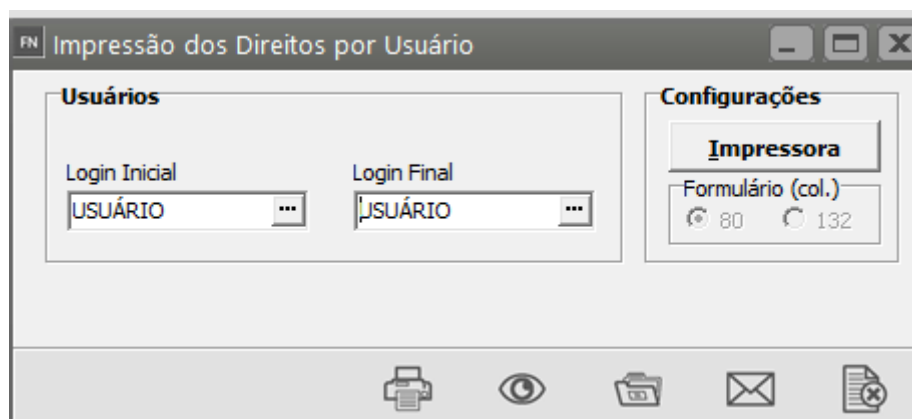 FN Impressão dos Direitos por Usuário
Usuários
Login Inicial
USUÁRIO ...
Login Final
USUÁRIO ...
Configurações
Impressora
Formulário (col.)
80 132